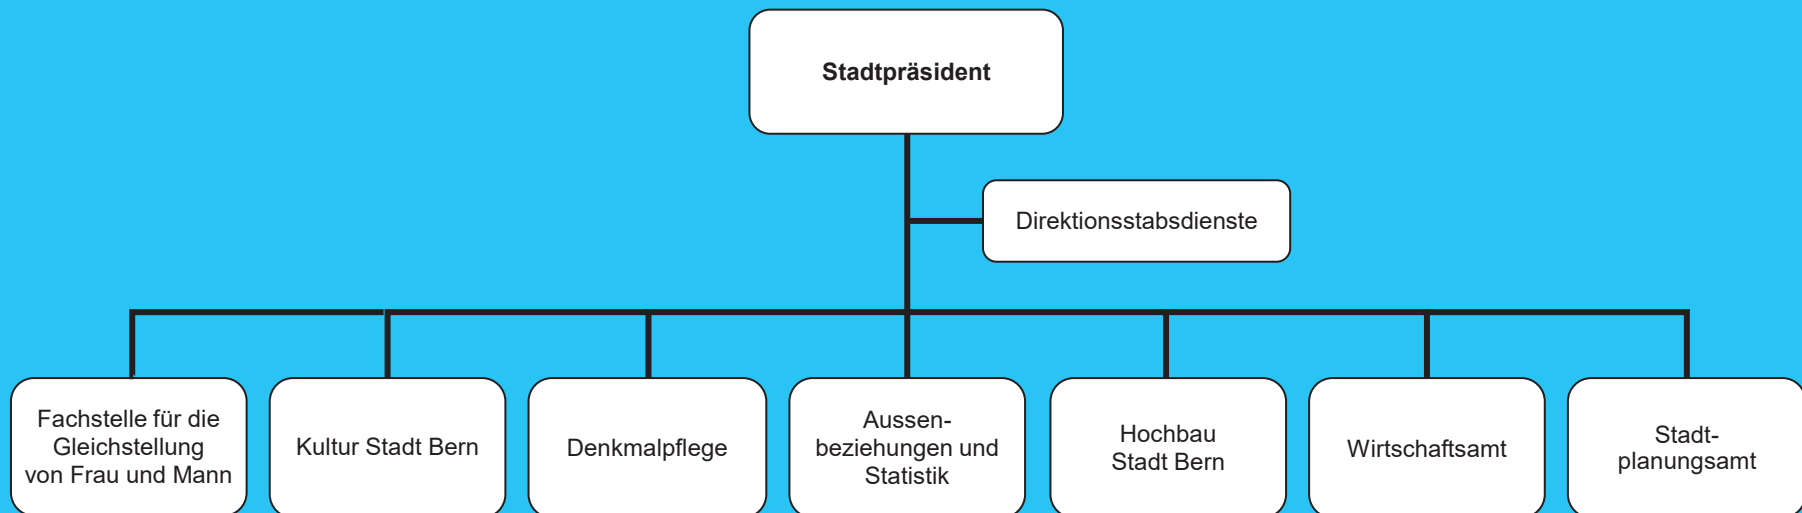 Stadtpräsident
Direktionsstabsdienste
Fachstelle für die
Gleichstellung
von Frau und Mann
Kultur Stadt Bern
Denkmalpflege
Aussen-
beziehungen und
Statistik
Hochbau
Stadt Bern
Wirtschaftsamt
Stadt-
planungsamt